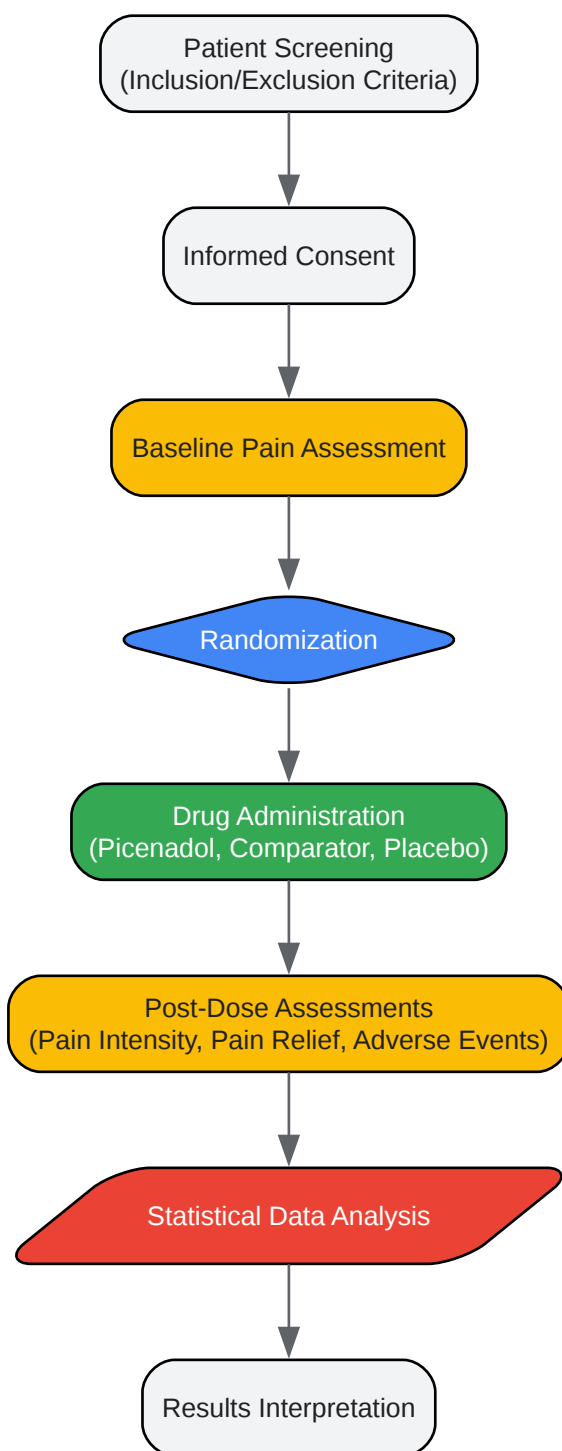 Patient Screening
(Inclusion/Exclusion Criteria)
Informed Consent
Baseline Pain Assessment
Randomization
Drug Administration
(Picenadol, Comparator, Placebo)
Post-Dose Assessments
(Pain Intensity, Pain Relief, Adverse Events)
Statistical Data Analysis
Results Interpretation